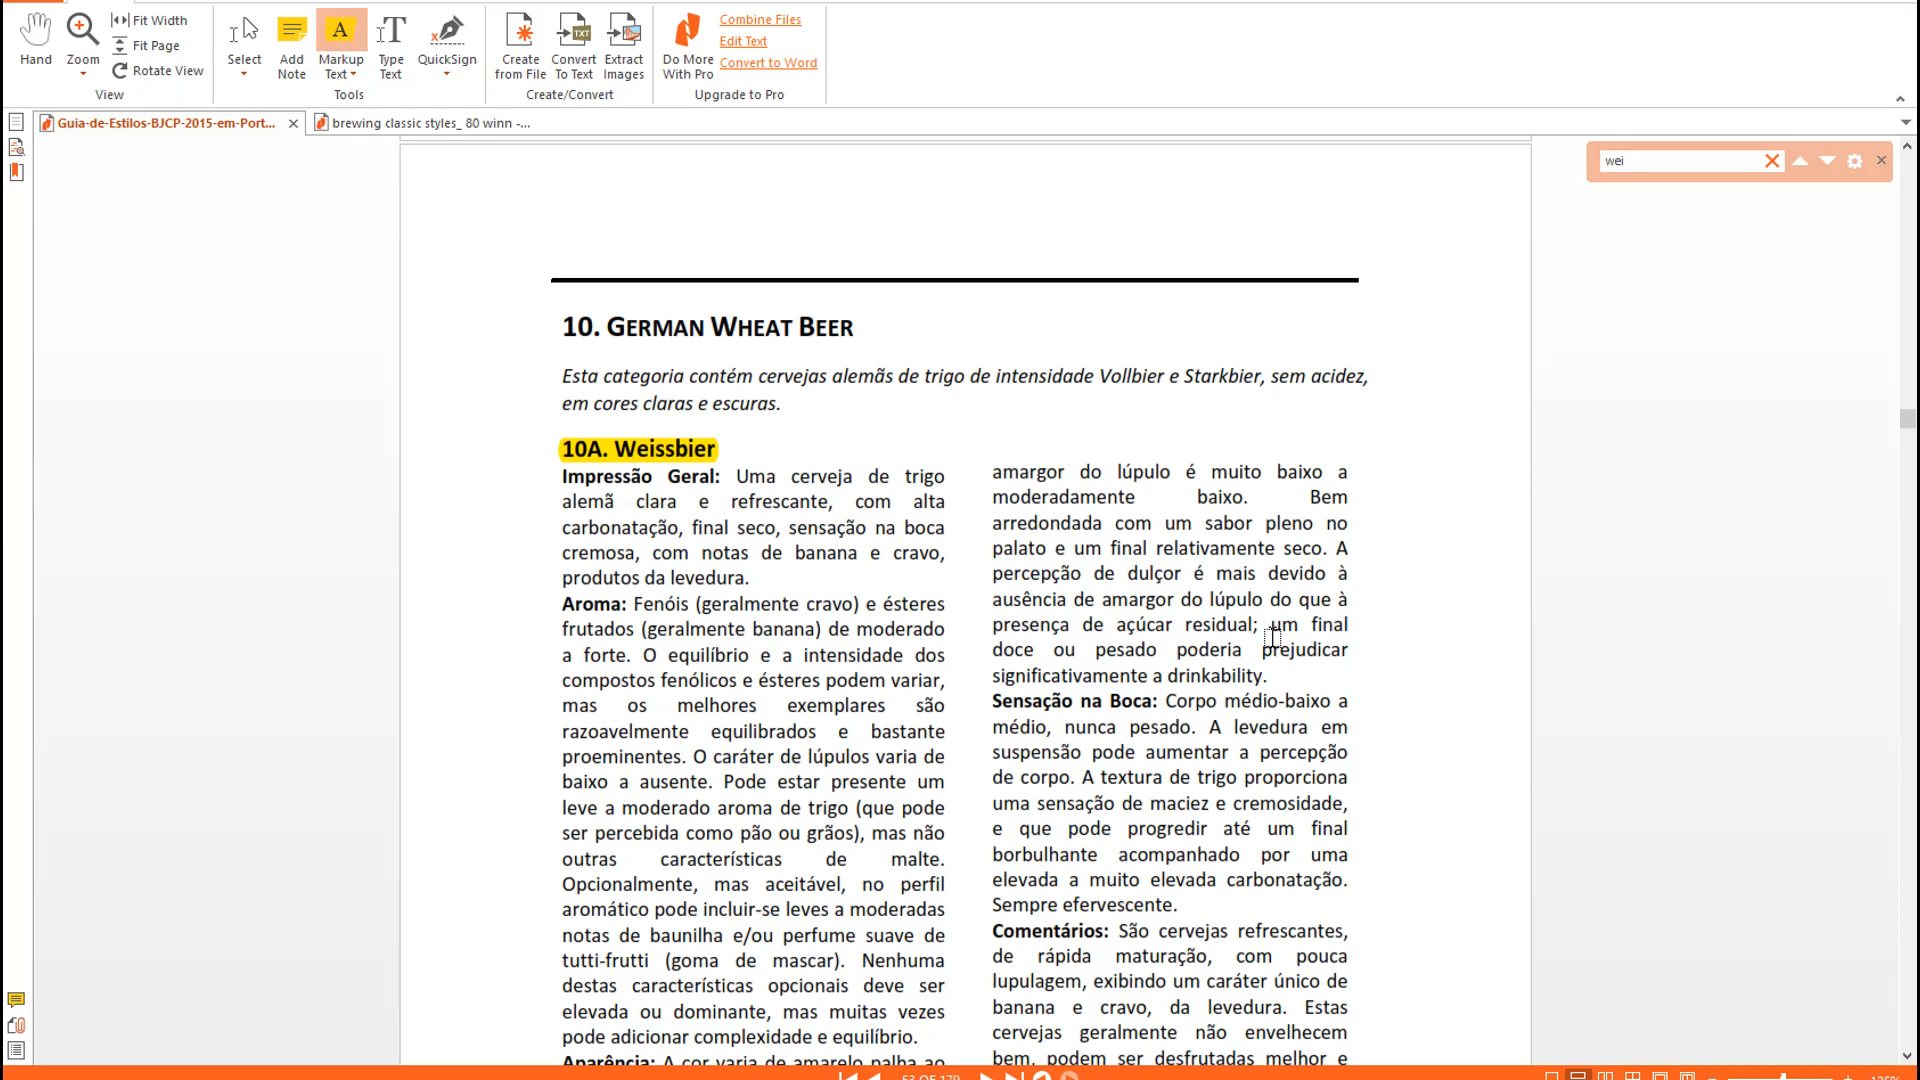 Hand
Zoom
Fit Width
Fit Page
Rotate View
View
Select
Add Note
Markup Text
Type Text
QuickSign
Tools
Create from File
Convert To Text
Extract Images
Create/Convert
Do More With Pro
Combine Files
Edit Text
Convert to Word
Upgrade to Pro
Guia-de-Estilos-BJCP-2015-em-Port...
brewing classic styles_ 80 winn -...
wei
10. GERMAN WHEAT BEER
Esta categoria contém cervejas alemãs de trigo de intensidade Vollbier e Starkbier, sem acidez,
em cores claras e escuras.
10A. Weissbier
Impressão Geral: Uma cerveja de trigo
alemã clara e refrescante, com alta
carbonatação, final seco, sensação na boca
cremosa, com notas de banana e cravo,
produtos da levedura.
Aroma: Fenóis (geralmente cravo) e ésteres
frutados (geralmente banana) de moderado
a forte. O equilíbrio e a intensidade dos
compostos fenólicos e ésteres podem variar,
mas os melhores exemplares são
razoavelmente equilibrados e bastante
proeminentes. O caráter de lúpulos varia de
baixo a ausente. Pode estar presente um
leve a moderado aroma de trigo (que pode
ser percebida como pão ou grãos), mas não
outras características de malte.
Opcionalmente, mas aceitável, no perfil
aromático pode incluir-se leves a moderadas
notas de baunilha e/ou perfume suave de
tutti-frutti (goma de mascar). Nenhuma
destas características opcionais deve ser
elevada ou dominante, mas muitas vezes
pode adicionar complexidade e equilíbrio.
Aparência: A cor varia de amarelo palha ao
amargor do lúpulo é muito baixo a
moderadamente baixo. Bem
arredondada com um sabor pleno no
palato e um final relativamente seco. A
percepção de dulçor é mais devido à
ausência de amargor do lúpulo do que à
presença de açúcar residual; um final
doce ou pesado poderia prejudicar
significativamente a drinkability.
Sensação na Boca: Corpo médio-baixo a
médio, nunca pesado. A levedura em
suspensão pode aumentar a percepção
de corpo. A textura de trigo proporciona
uma sensação de maciez e cremosidade,
e que pode progredir até um final
borbulhante acompanhado por uma
elevada a muito elevada carbonatação.
Sempre efervescente.
Comentários: São cervejas refrescantes,
de rápida maturação, com pouca
lupulagem, exibindo um caráter único de
banana e cravo, da levedura. Estas
cervejas geralmente não envelhecem
bem, podem ser desfrutadas melhor e
53 OF 179